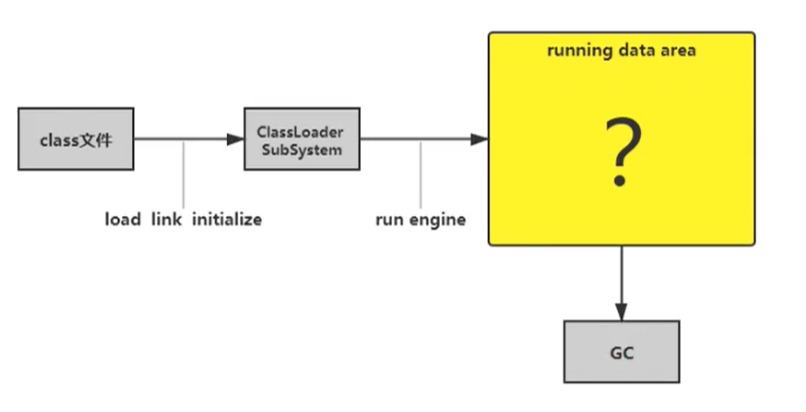 running data area
?
class文件
ClassLoader
SubSystem
load link initialize
run engine
GC